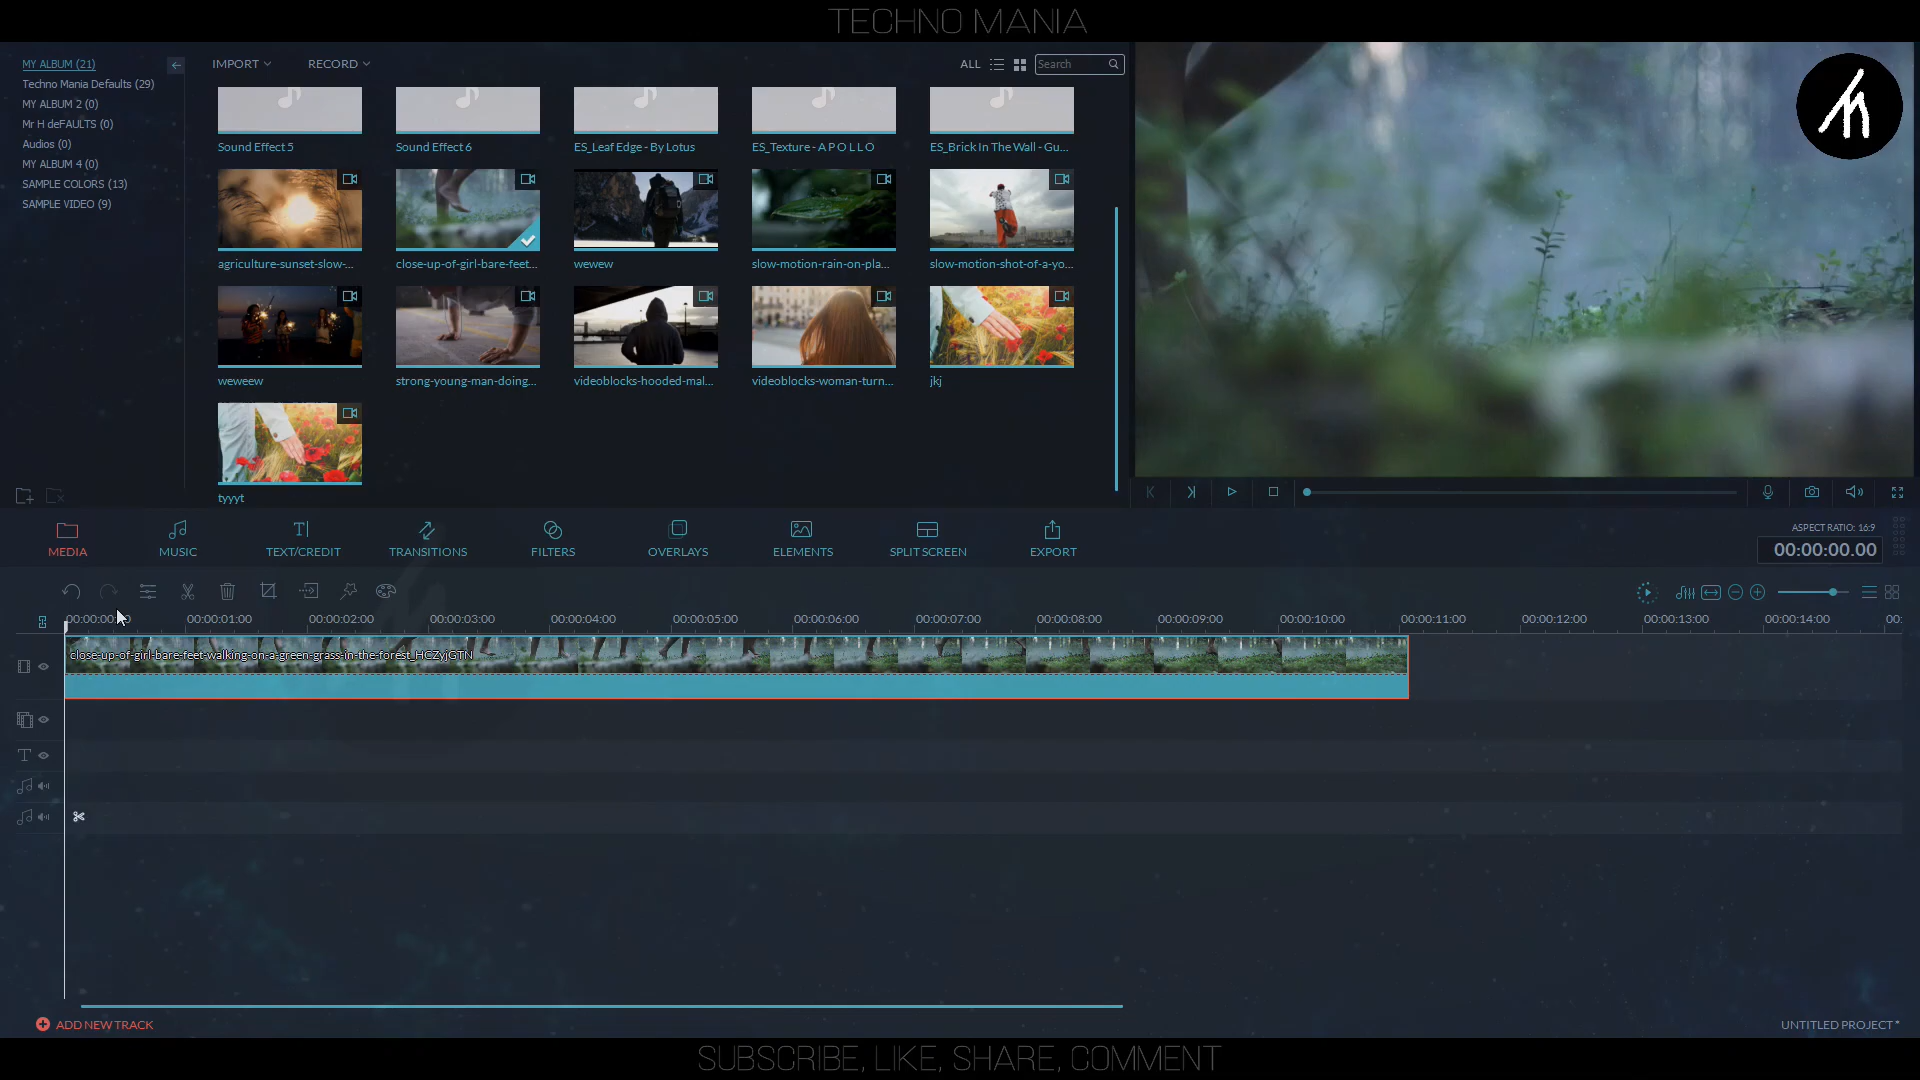 TECHNO MANIA
MY ALBUM (21)
Techno Mania Defaults (29)
MY ALBUM 2 (0)
Mr H deFAULTS (0)
Audios (0)
MY ALBUM 4 (0)
SAMPLE COLORS (13)
SAMPLE VIDEO (9)
IMPORT
RECORD
ALL
Search
Sound Effect 5
Sound Effect 6
ES_Leaf Edge - By Lotus
ES_Texture - A P O L L O
ES_Brick In The Wall - Gu...
agriculture-sunset-slow-...
close-up-of-girl-bare-feet...
wewew
slow-motion-rain-on-pla...
slow-motion-shot-of-a-yo...
weweew
strong-young-man-doing...
videoblocks-hooded-mal...
videoblocks-woman-turn...
jkj
tyyyt
MEDIA
MUSIC
TEXT/CREDIT
TRANSITIONS
FILTERS
OVERLAYS
ELEMENTS
SPLIT SCREEN
EXPORT
ASPECT RATIO: 16:9
00:00:00.00
00:00:01:00
00:00:02:00
00:00:03:00
00:00:04:00
00:00:05:00
00:00:06:00
00:00:07:00
00:00:08:00
00:00:09:00
00:00:10:00
00:00:11:00
00:00:12:00
00:00:13:00
00:00:14:00
00:
close-up-of-girl-bare-feet-walking-on-a-green-grass-in-the-forest_HCZyjGTN
ADD NEW TRACK
UNTITLED PROJECT *
SUBSCRIBE, LIKE, SHARE, COMMENT